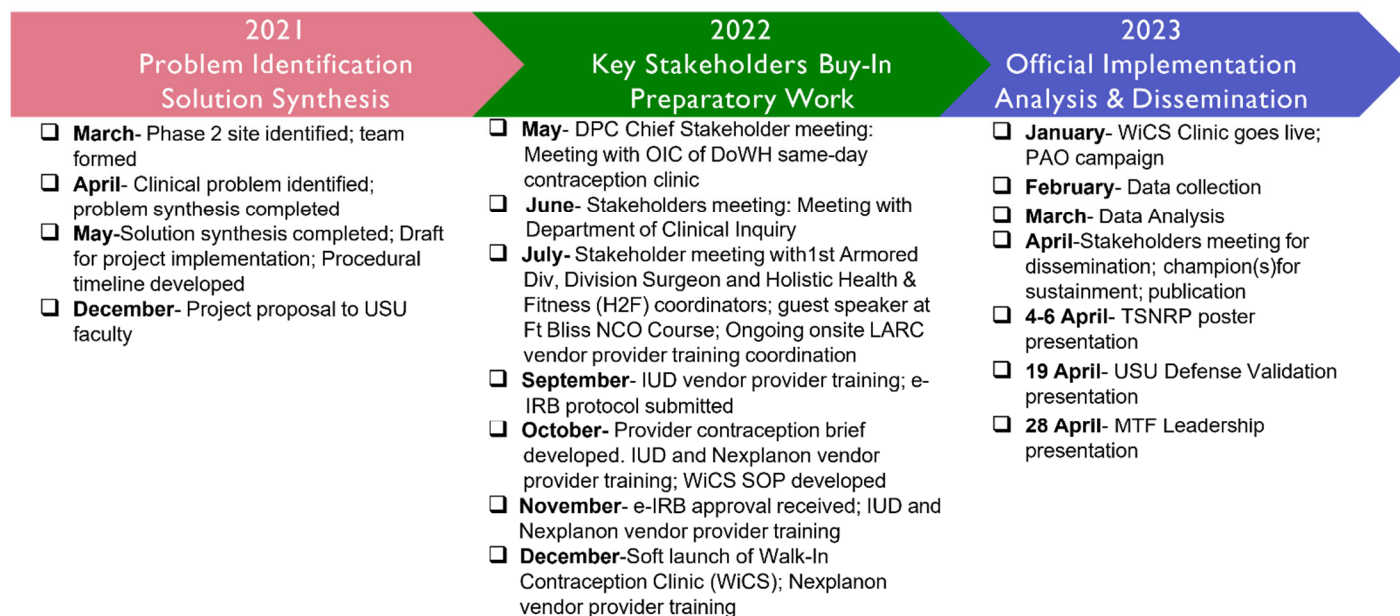 2021
Problem Identification
Solution Synthesis
March- Phase 2 site identified; team
formed
April- Clinical problem identified;
problem synthesis completed
May-Solution synthesis completed; Draft
for project implementation; Procedural
timeline developed
December- Project proposal to USU
faculty
2022
Key Stakeholders Buy-In
Preparatory Work
May- DPC Chief Stakeholder meeting:
Meeting with OIC of DoWH same-day
contraception clinic
June- Stakeholders meeting: Meeting with
Department of Clinical Inquiry
July- Stakeholder meeting with1st Armored
Div, Division Surgeon and Holistic Health &
Fitness (H2F) coordinators; guest speaker at
Ft Bliss NCO Course; Ongoing onsite LARC
vendor provider training coordination
September- IUD vendor provider training; e-
IRB protocol submitted
October- Provider contraception brief
developed. IUD and Nexplanon vendor
provider training; WiCS SOP developed
November- e-IRB approval received; IUD and
Nexplanon vendor provider training
December-Soft launch of Walk-In
Contraception Clinic (WiCS); Nexplanon
vendor provider training
2023
Official Implementation
Analysis & Dissemination
January- WiCS Clinic goes live;
PAO campaign
February- Data collection
March- Data Analysis
April-Stakeholders meeting for
dissemination; champion(s)for
sustainment; publication
4-6 April- TSNRP poster
presentation
19 April- USU Defense Validation
presentation
28 April- MTF Leadership
presentation